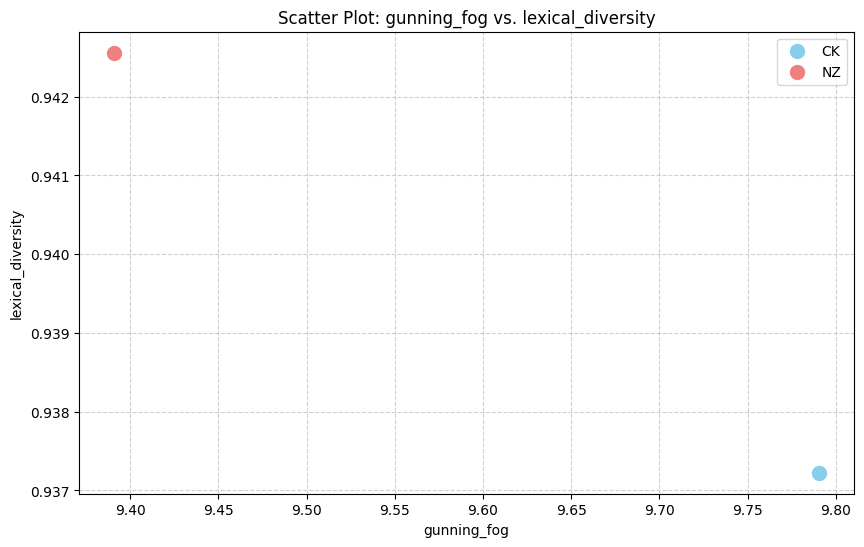 Scatter Plot: gunning_fog vs. lexical_diversity
CK
NZ
0.942
0.941
0.940
0.939
0.938
0.937
lexical_diversity
9.40 9.45 9.50 9.55 9.60 9.65 9.70 9.75 9.80
gunning_fog